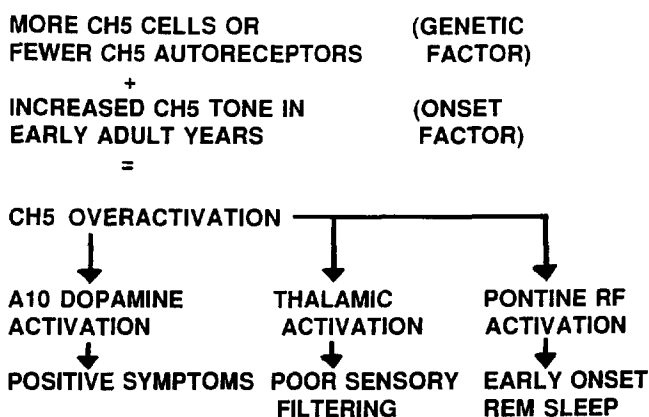 MORE CH5 CELLS OR (GENETIC
FEWER CH5 AUTORECEPTORS FACTOR)
+
INCREASED CH5 TONE IN (ONSET
EARLY ADULT YEARS FACTOR)
=
CH5 OVERACTIVATION
A10 DOPAMINE THALAMIC PONTINE RF
ACTIVATION ACTIVATION ACTIVATION
POSITIVE SYMPTOMS POOR SENSORY EARLY ONSET
FILTERING REM SLEEP